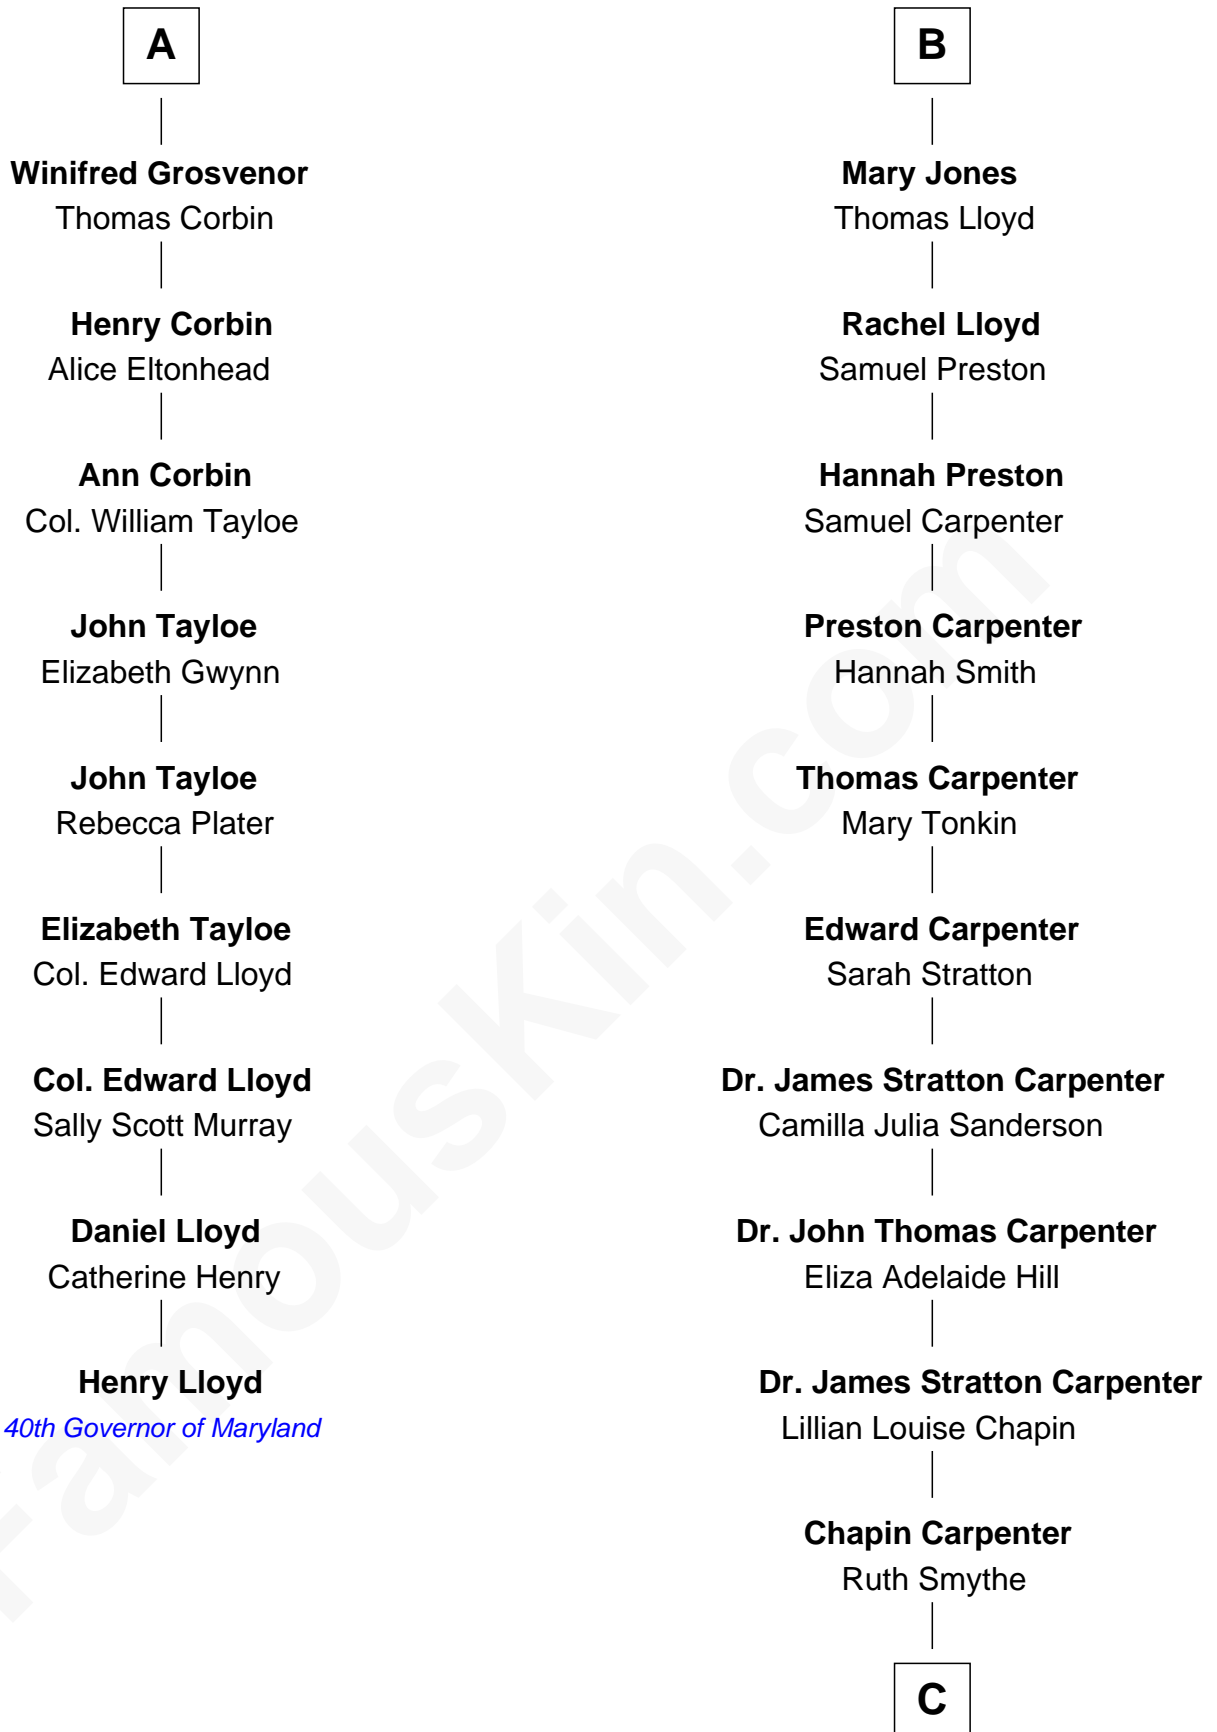 A
Winifred Grosvenor
Thomas Corbin
Henry Corbin
Alice Eltonhead
Ann Corbin
Col. William Tayloe
John Tayloe
Elizabeth Gwynn
John Tayloe
Rebecca Plater
Elizabeth Tayloe
Col. Edward Lloyd
Col. Edward Lloyd
Sally Scott Murray
Daniel Lloyd
Catherine Henry
Henry Lloyd
40th Governor of Maryland
B
Mary Jones
Thomas Lloyd
Rachel Lloyd
Samuel Preston
Hannah Preston
Samuel Carpenter
Preston Carpenter
Hannah Smith
Thomas Carpenter
Mary Tonkin
Edward Carpenter
Sarah Stratton
Dr. James Stratton Carpenter
Camilla Julia Sanderson
Dr. John Thomas Carpenter
Eliza Adelaide Hill
Dr. James Stratton Carpenter
Lillian Louise Chapin
Chapin Carpenter
Ruth Smythe
C
FamousKin.com